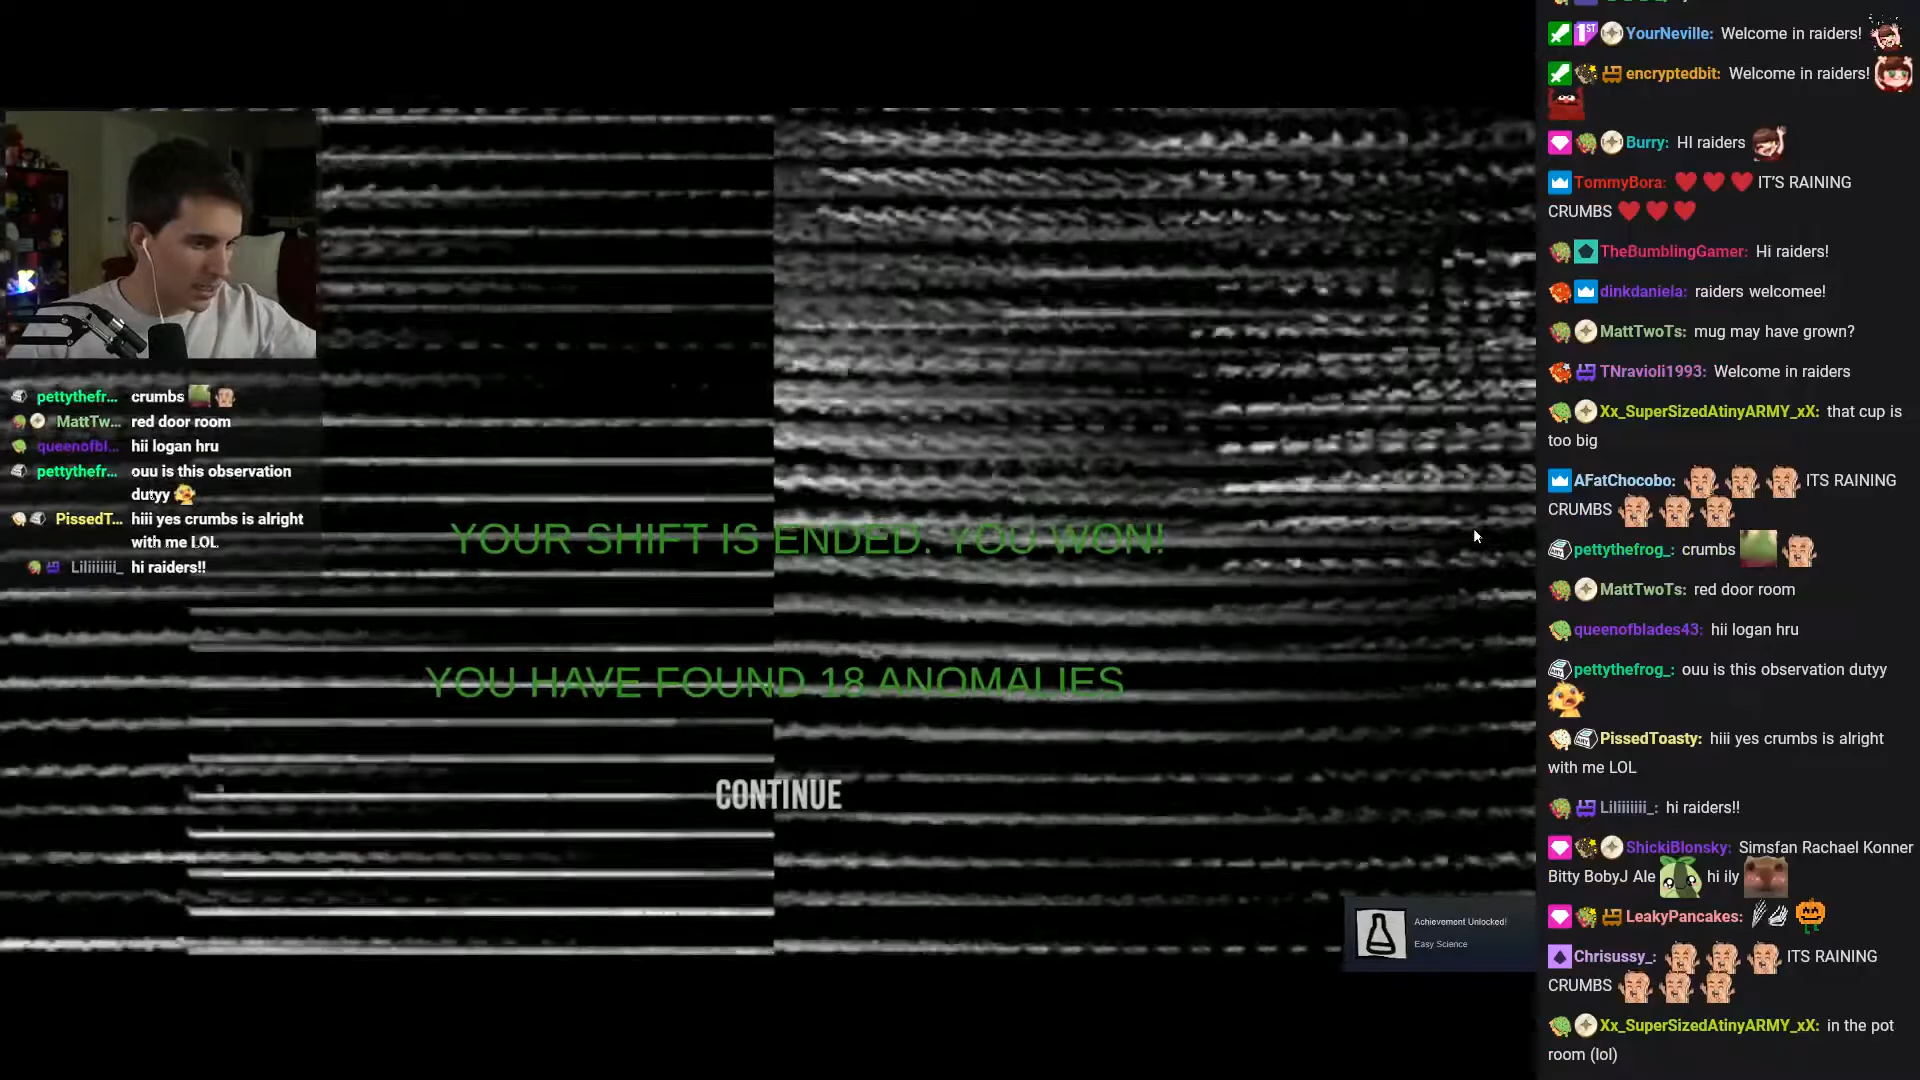 pettythefr... crumbs
MattTw... red door room
queenofbl... hii logan hru
pettythefr... ouu is this observation
dutyy
PissedT... hiii yes crumbs is alright
with me LOL
Liliiiiiii_ hi raiders!!
YOUR SHIFT IS ENDED. YOU WON!
YOU HAVE FOUND 18 ANOMALIES
CONTINUE
Achievement Unlocked!
Easy Science
1ST YourNeville: Welcome in raiders!
encryptedbit: Welcome in raiders!
Burry: HI raiders
TommyBora: IT'S RAINING
CRUMBS
TheBumblingGamer: Hi raiders!
dinkdaniela: raiders welcomee!
MattTwoTs: mug may have grown?
TNravioli1993: Welcome in raiders
Xx_SuperSizedAtinyARMY_xX: that cup is
too big
AFatChocobo: ITS RAINING
CRUMBS
pettythefrog_: crumbs
MattTwoTs: red door room
queenofblades43: hii logan hru
pettythefrog_: ouu is this observation dutyy
PissedToasty: hiii yes crumbs is alright
with me LOL
Liliiiiiii_: hi raiders!!
ShickiBlonsky: Simsfan Rachael Konner
Bitty BobyJ Ale hi ily
LeakyPancakes:
Chrisussy_: ITS RAINING
CRUMBS
Xx_SuperSizedAtinyARMY_xX: in the pot
room (lol)